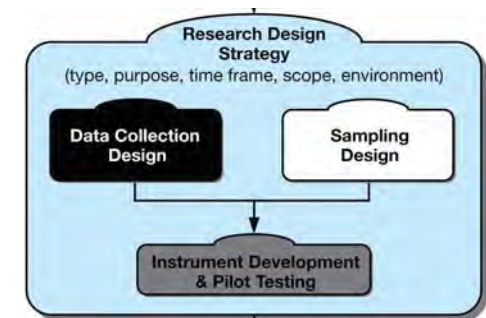 Research Design
Strategy
(type, purpose, time frame, scope, environment)
Data Collection
Design
Sampling
Design
Instrument Development
& Pilot Testing